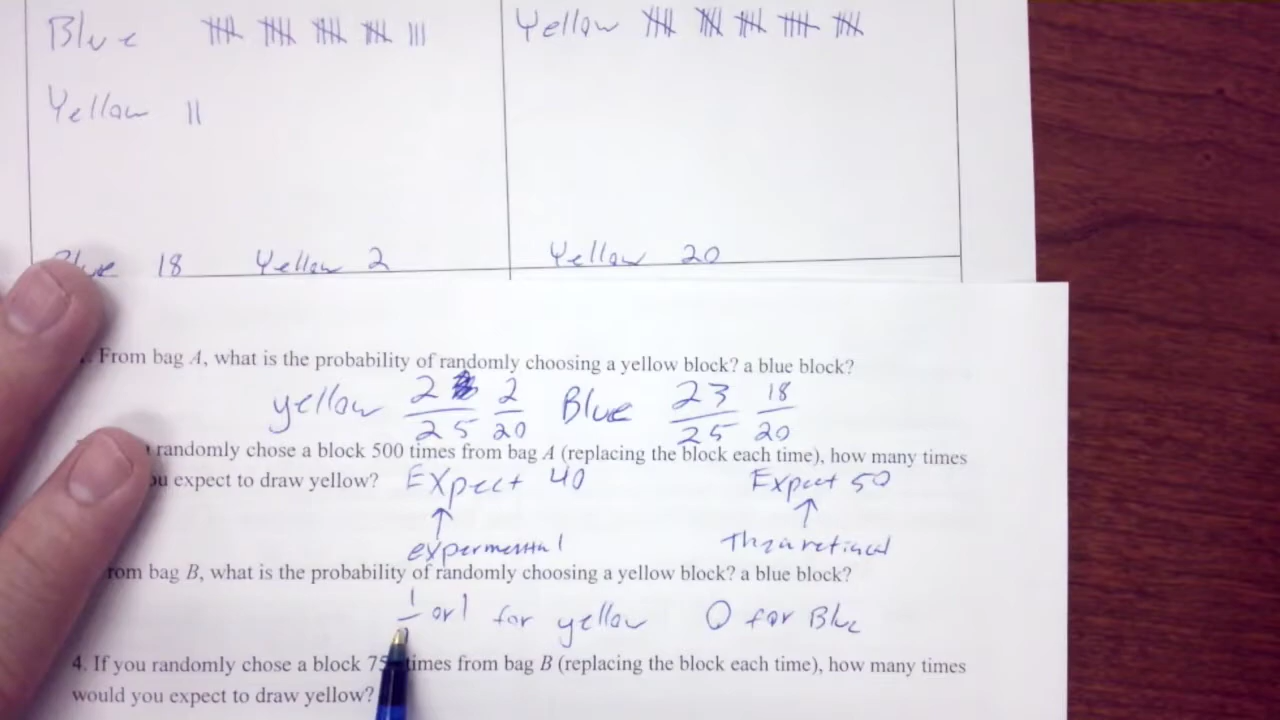 Blue 𝍸 𝍸 𝍸 𝍸 |||
Yellow 𝍸 𝍸 𝍸 𝍸 𝍸
Yellow ||
Blue 18 Yellow 2
Yellow 20
. From bag A, what is the probability of randomly choosing a yellow block? a blue block?
yellow 2/25 2/20 Blue 23/25 18/20
randomly chose a block 500 times from bag A (replacing the block each time), how many times
ou expect to draw yellow? Expect 40 Expect 50
↑ ↑
expermental Thearetical
rom bag B, what is the probability of randomly choosing a yellow block? a blue block?
1/ or 1 for yellow 0 for Blue
4. If you randomly chose a block 75 times from bag B (replacing the block each time), how many times
would you expect to draw yellow?